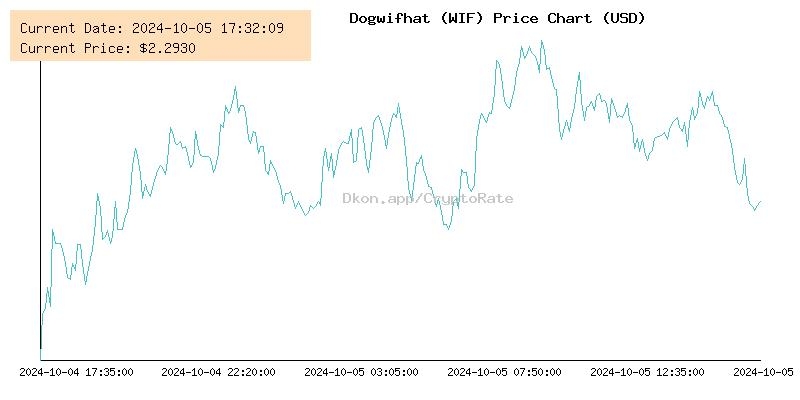 Dogwifhat (WIF) Price Chart (USD)
Current Date: 2024-10-05 17:32:09
Current Price: $2.2930
Dkon.app/CryptoRate
2024-10-04 17:35:00 2024-10-04 22:20:00 2024-10-05 03:05:00 2024-10-05 07:50:00 2024-10-05 12:35:00 2024-10-05